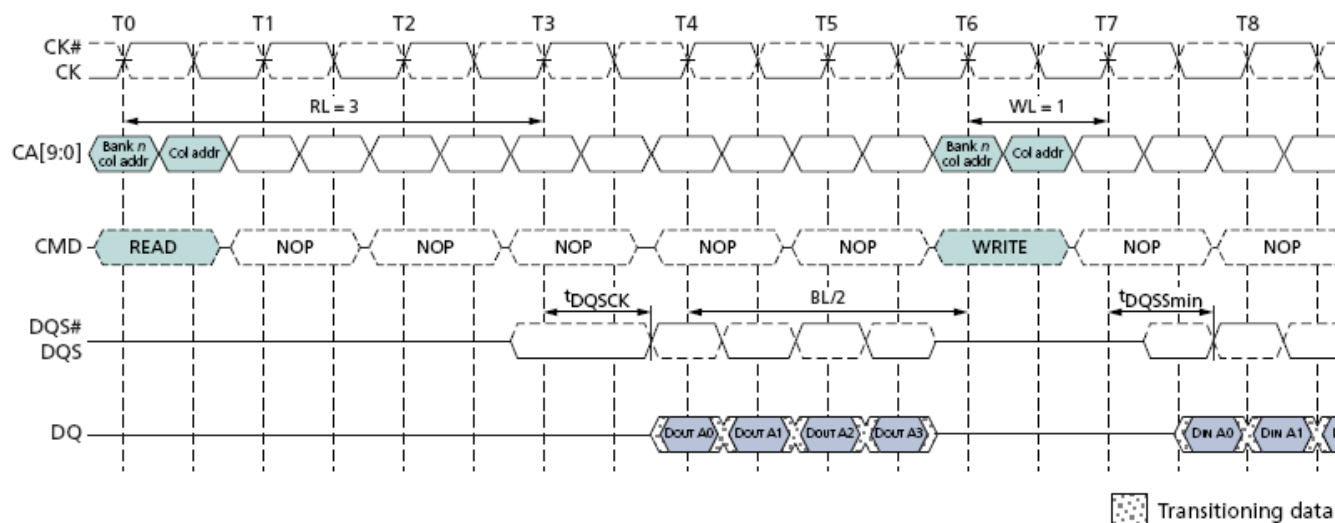 T0 T1 T2 T3 T4 T5 T6 T7 T8
CK#
CK
RL = 3 WL = 1
CA[9:0] Bank n col addr Col addr Bank n col addr Col addr
CMD READ NOP NOP NOP NOP NOP WRITE NOP NOP
tDQSCK BL/2 tDQSSmin
DQS#
DQS
DQ DOUT A0 DOUT A1 DOUT A2 DOUT A3 DIN A0 DIN A1
Transitioning data